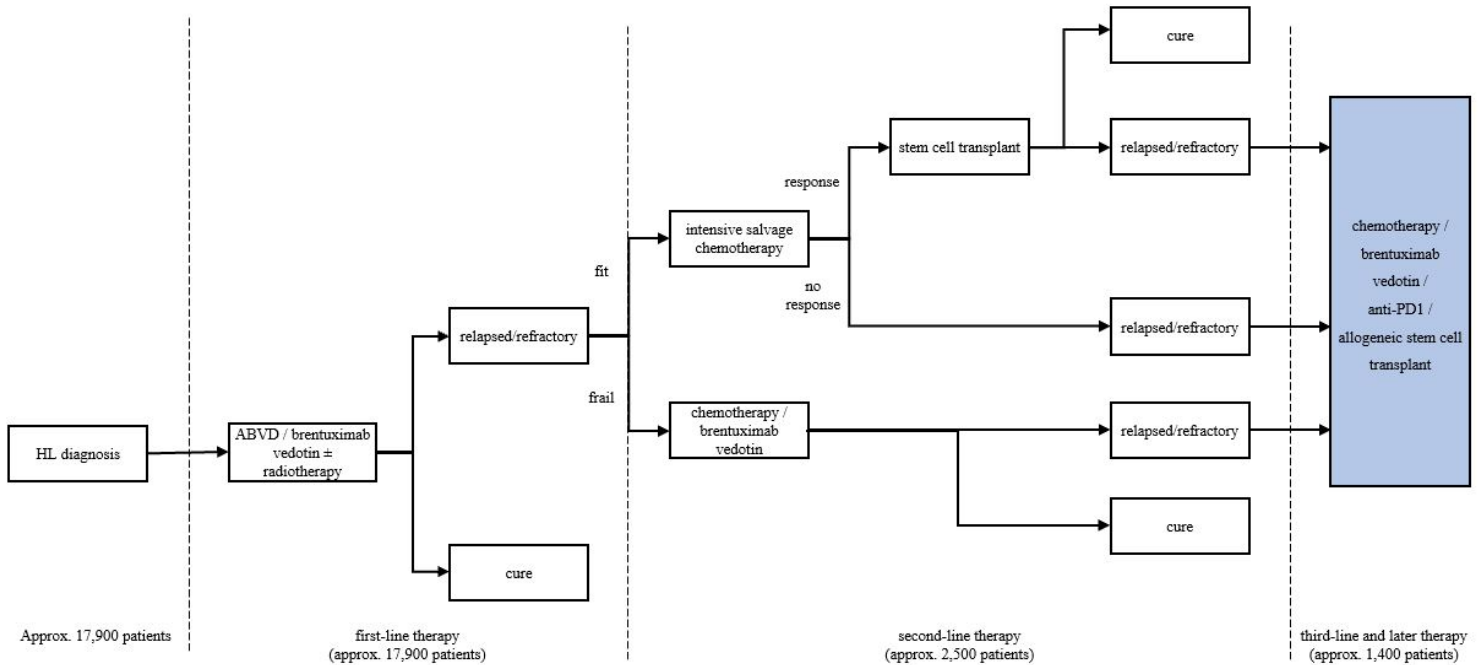 HL diagnosis
Approx. 17,900 patients
ABVD / brentuximab
vedotin ±
radiotherapy
relapsed/refractory
cure
first-line therapy
(approx. 17,900 patients)
fit
frail
intensive salvage
chemotherapy
chemotherapy /
brentuximab
vedotin
response
no
response
stem cell transplant
cure
relapsed/refractory
relapsed/refractory
relapsed/refractory
cure
second-line therapy
(approx. 2,500 patients)
chemotherapy /
brentuximab
vedotin /
anti-PD1 /
allogeneic stem cell
transplant
third-line and later therapy
(approx. 1,400 patients)